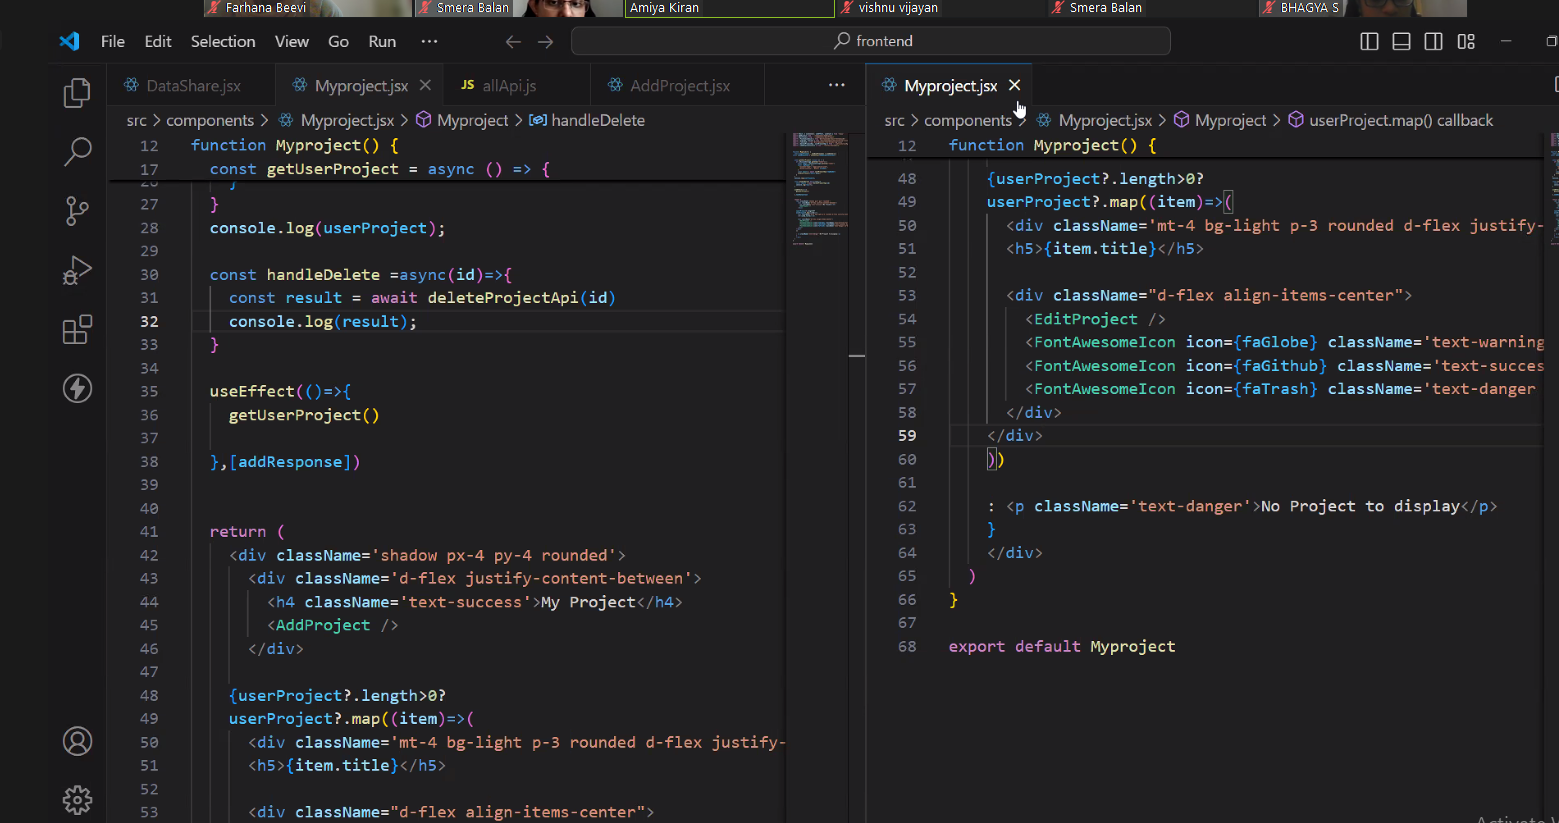 Farhana Beevi
Smera Balan
Amiya Kiran
vishnu vijayan
Smera Balan
BHAGYA S
File Edit Selection View Go Run ···
frontend
DataShare.jsx
Myproject.jsx
JS allApi.js
AddProject.jsx
···
src > components > Myproject.jsx > Myproject > handleDelete
12 function Myproject() {
17 const getUserProject = async () => {
}
27 }
28 console.log(userProject);
29
30 const handleDelete =async(id)=>{
31 const result = await deleteProjectApi(id)
32 console.log(result);
33 }
34
35 useEffect(()=>{
36 getUserProject()
37
38 },[addResponse])
39
40
41 return (
42 <div className='shadow px-4 py-4 rounded'>
43 <div className='d-flex justify-content-between'>
44 <h4 className='text-success'>My Project</h4>
45 <AddProject />
46 </div>
47
48 {userProject?.length>0?
49 userProject?.map((item)=>(
50 <div className='mt-4 bg-light p-3 rounded d-flex justify-
51 <h5>{item.title}</h5>
52
53 <div className="d-flex align-items-center">
Myproject.jsx
src > components > Myproject.jsx > Myproject > userProject.map() callback
12 function Myproject() {
48 {userProject?.length>0?
49 userProject?.map((item)=>(
50 <div className='mt-4 bg-light p-3 rounded d-flex justify-
51 <h5>{item.title}</h5>
52
53 <div className="d-flex align-items-center">
54 <EditProject />
55 <FontAwesomeIcon icon={faGlobe} className='text-warning
56 <FontAwesomeIcon icon={faGithub} className='text-succes
57 <FontAwesomeIcon icon={faTrash} className='text-danger
58 </div>
59 </div>
60 ))
61
62 : <p className='text-danger'>No Project to display</p>
63 }
64 </div>
65 )
66 }
67
68 export default Myproject